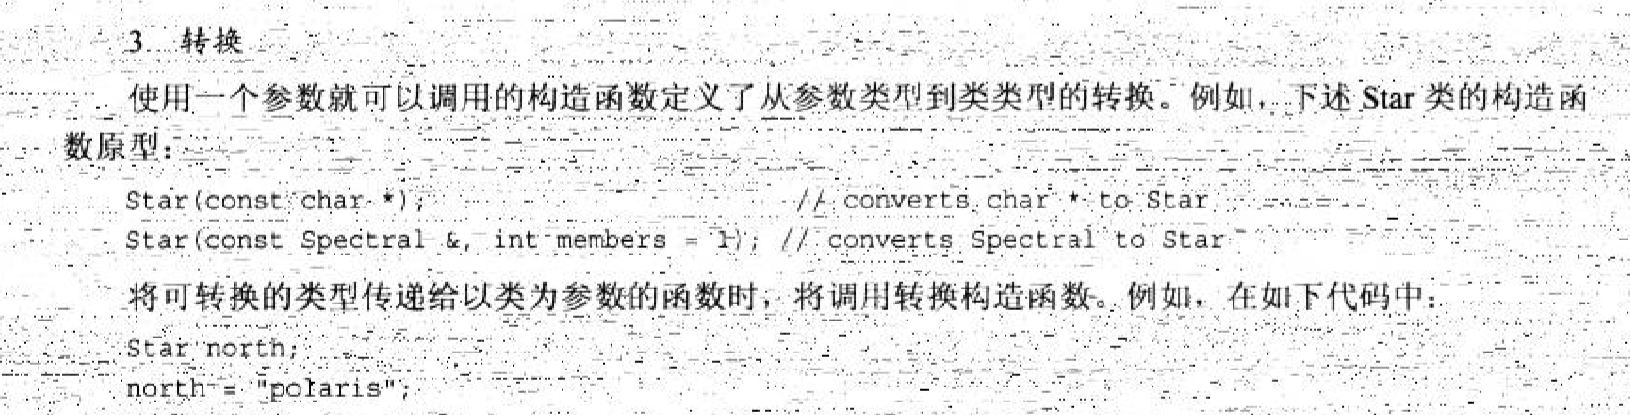 3 转换
使用一个参数就可以调用的构造函数定义了从参数类型到类类型的转换。例如，下述 Star 类的构造函
数原型：
Star(const char *); // converts char * to Star
Star(const Spectral &, int members = 1); // converts Spectral to Star
将可转换的类型传递给以类为参数的函数时，将调用转换构造函数。例如，在如下代码中：
Star north;
north = "polaris";